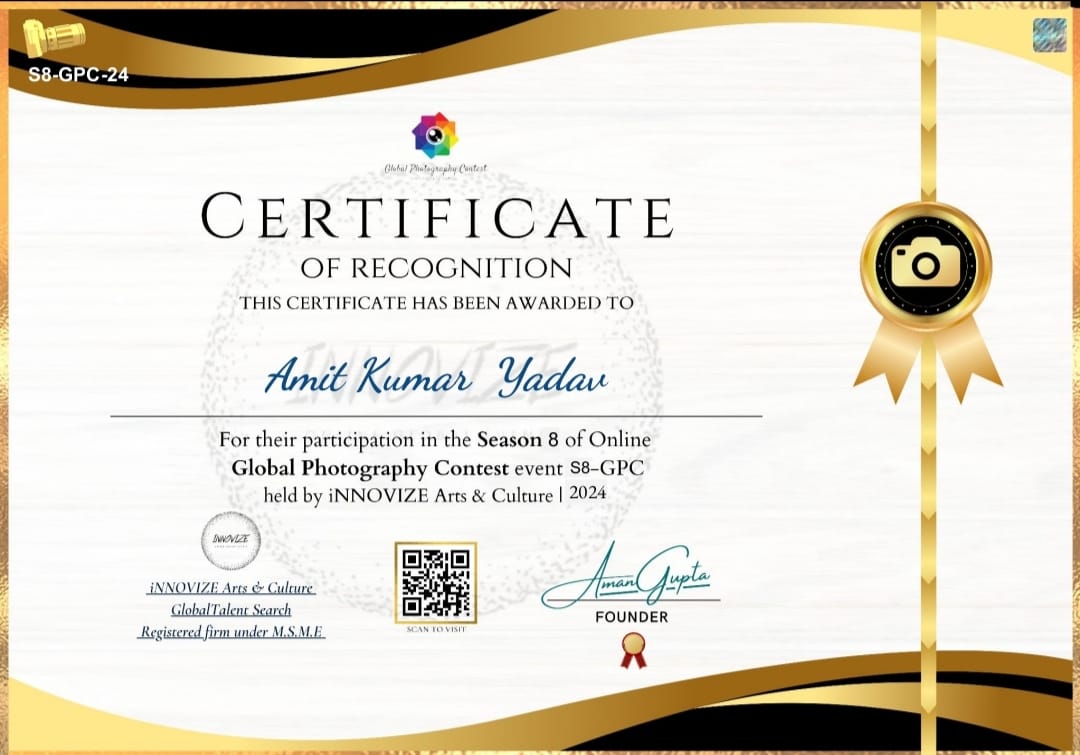 S8-GPC-24
Global Photography Contest
CERTIFICATE
OF RECOGNITION
THIS CERTIFICATE HAS BEEN AWARDED TO
INNOVIZE
Amit Kumar Yadav
For their participation in the Season 8 of Online
Global Photography Contest event S8-GPC
held by iNNOVIZE Arts & Culture | 2024
INNOVIZE
iNNOVIZE Arts & Culture
GlobalTalent Search
Registered firm under M.S.M.E
SCAN TO VISIT
Aman Gupta
FOUNDER